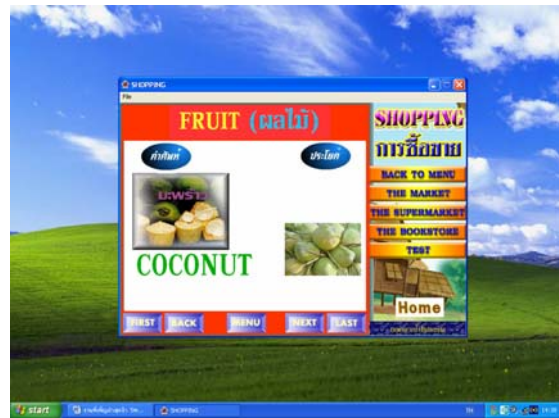 SHOPPING
File
FRUIT (ผลไม้)
คำศัพท์
ประโยค
มะพร้าว
COCONUT
FIRST
BACK
MENU
NEXT
LAST
SHOPPING
การซื้อขาย
BACK TO MENU
THE MARKET
THE SUPERMARKET
THE BOOKSTORE
TEST
Home
start
SHOPPING